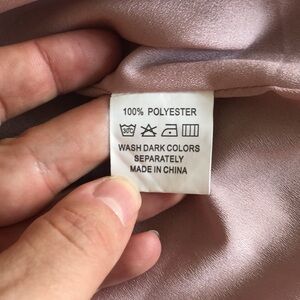 100% POLYESTER
WASH DARK COLORS
SEPARATELY
MADE IN CHINA